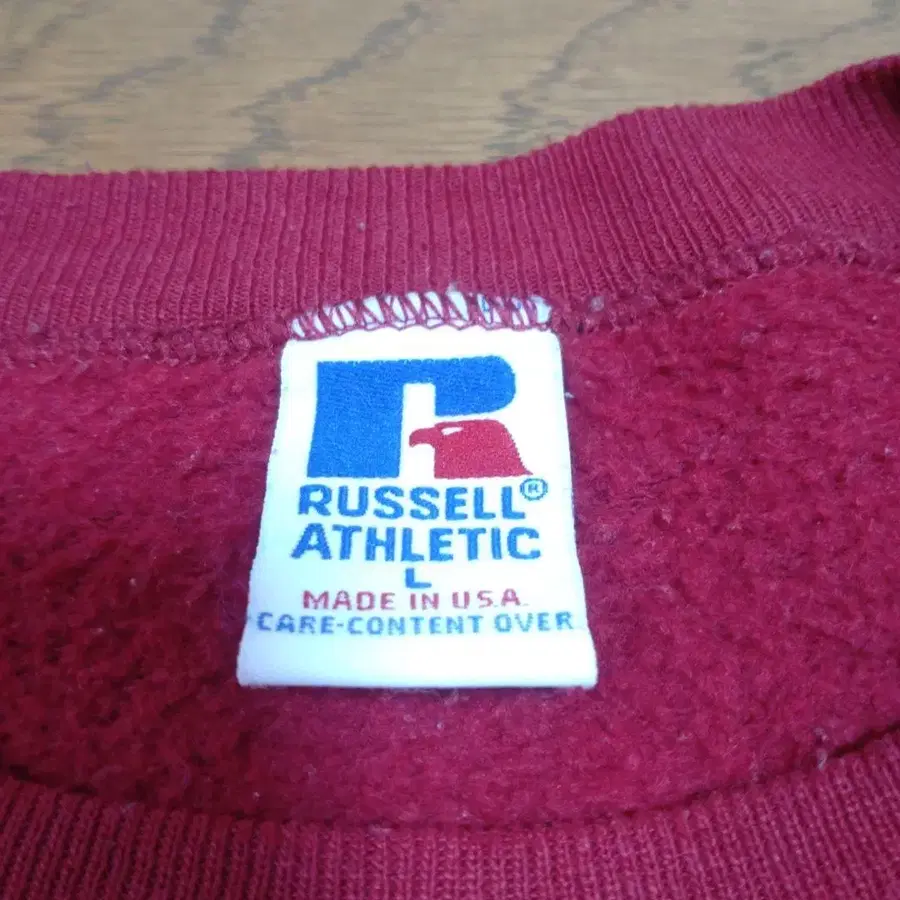 RUSSELL®
ATHLETIC
L
MADE IN U.S.A.
CARE-CONTENT OVER